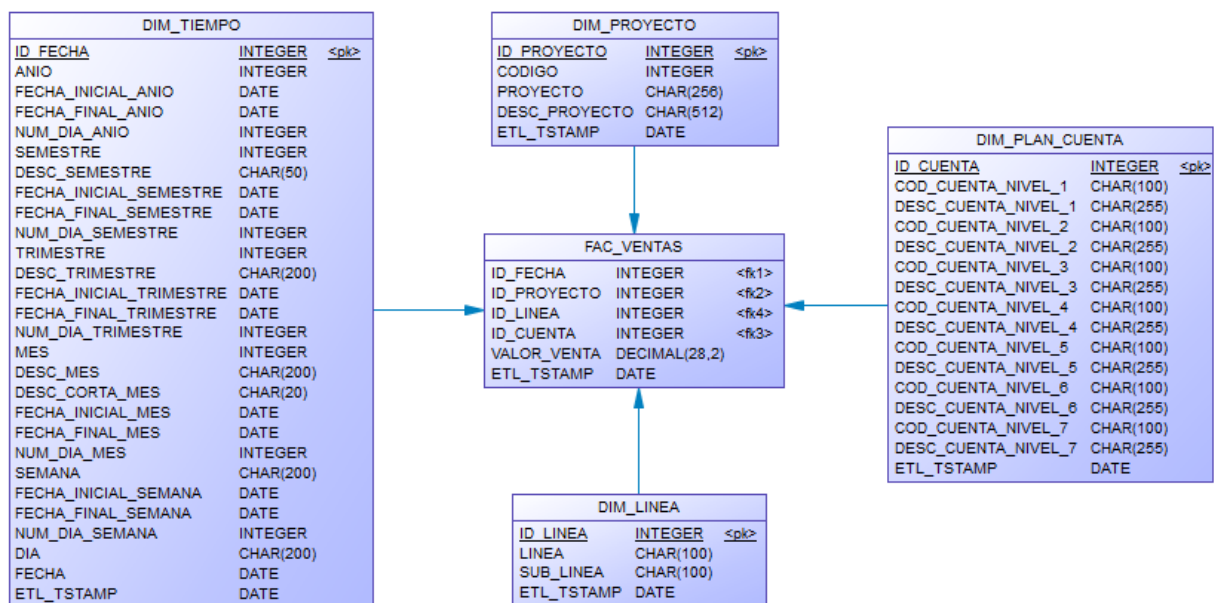 DIM_TIEMPO
ID_FECHA INTEGER <pk>
ANIO INTEGER
FECHA_INICIAL_ANIO DATE
FECHA_FINAL_ANIO DATE
NUM_DIA_ANIO INTEGER
SEMESTRE INTEGER
DESC_SEMESTRE CHAR(50)
FECHA_INICIAL_SEMESTRE DATE
FECHA_FINAL_SEMESTRE DATE
NUM_DIA_SEMESTRE INTEGER
TRIMESTRE INTEGER
DESC_TRIMESTRE CHAR(200)
FECHA_INICIAL_TRIMESTRE DATE
FECHA_FINAL_TRIMESTRE DATE
NUM_DIA_TRIMESTRE INTEGER
MES INTEGER
DESC_MES CHAR(200)
DESC_CORTA_MES CHAR(20)
FECHA_INICIAL_MES DATE
FECHA_FINAL_MES DATE
NUM_DIA_MES INTEGER
SEMANA CHAR(200)
FECHA_INICIAL_SEMANA DATE
FECHA_FINAL_SEMANA DATE
NUM_DIA_SEMANA INTEGER
DIA CHAR(200)
FECHA DATE
ETL_TSTAMP DATE
DIM_PROYECTO
ID_PROYECTO INTEGER <pk>
CODIGO INTEGER
PROYECTO CHAR(256)
DESC_PROYECTO CHAR(512)
ETL_TSTAMP DATE
FAC_VENTAS
ID_FECHA INTEGER <fk1>
ID_PROYECTO INTEGER <fk2>
ID_LINEA INTEGER <fk4>
ID_CUENTA INTEGER <fk3>
VALOR_VENTA DECIMAL(28,2)
ETL_TSTAMP DATE
DIM_LINEA
ID_LINEA INTEGER <pk>
LINEA CHAR(100)
SUB_LINEA CHAR(100)
ETL_TSTAMP DATE
DIM_PLAN_CUENTA
ID_CUENTA INTEGER <pk>
COD_CUENTA_NIVEL_1 CHAR(100)
DESC_CUENTA_NIVEL_1 CHAR(255)
COD_CUENTA_NIVEL_2 CHAR(100)
DESC_CUENTA_NIVEL_2 CHAR(255)
COD_CUENTA_NIVEL_3 CHAR(100)
DESC_CUENTA_NIVEL_3 CHAR(255)
COD_CUENTA_NIVEL_4 CHAR(100)
DESC_CUENTA_NIVEL_4 CHAR(255)
COD_CUENTA_NIVEL_5 CHAR(100)
DESC_CUENTA_NIVEL_5 CHAR(255)
COD_CUENTA_NIVEL_6 CHAR(100)
DESC_CUENTA_NIVEL_6 CHAR(255)
COD_CUENTA_NIVEL_7 CHAR(100)
DESC_CUENTA_NIVEL_7 CHAR(255)
ETL_TSTAMP DATE